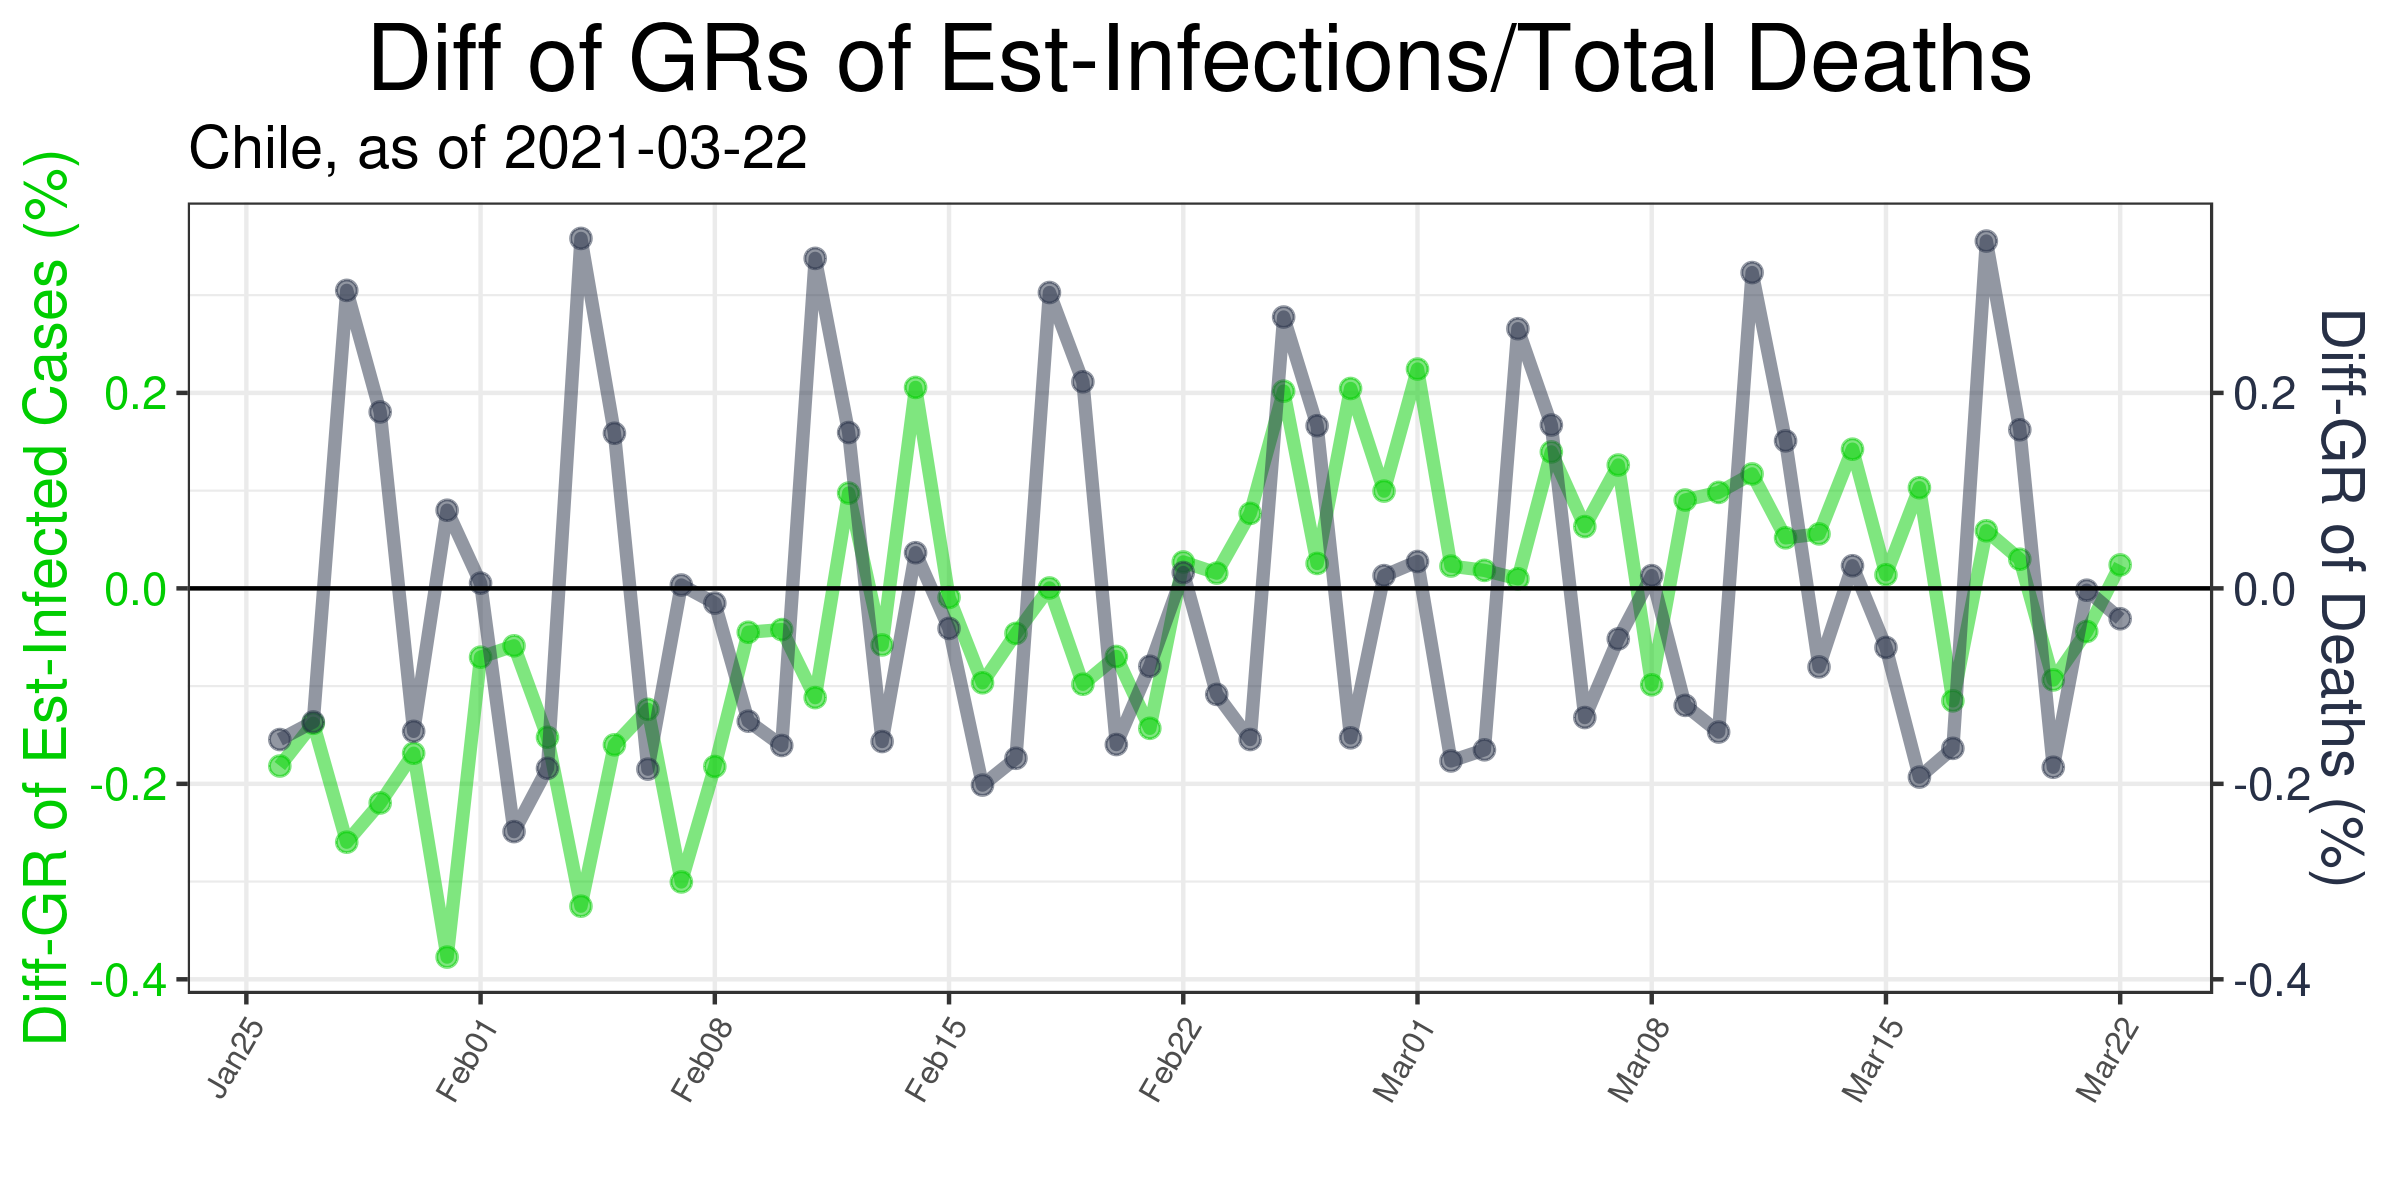 Diff of GRs of Est-Infections/Total Deaths
Chile, as of 2021-03-22
Diff-GR of Est-Infected Cases (%)
0.2
0.0
-0.2
-0.4
0.2
0.0
-0.2
-0.4
Diff-GR of Deaths (%)
Jan25
Feb01
Feb08
Feb15
Feb22
Mar01
Mar08
Mar15
Mar22